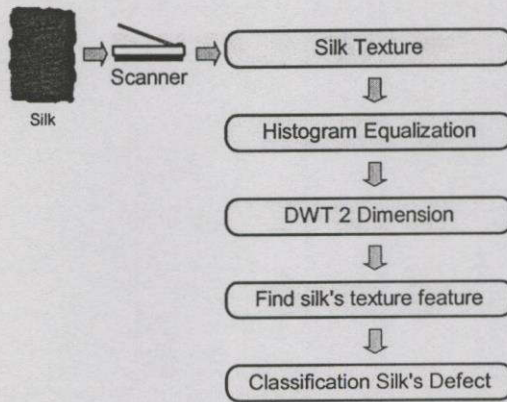 Silk
Scanner
Silk Texture
Histogram Equalization
DWT 2 Dimension
Find silk's texture feature
Classification Silk's Defect